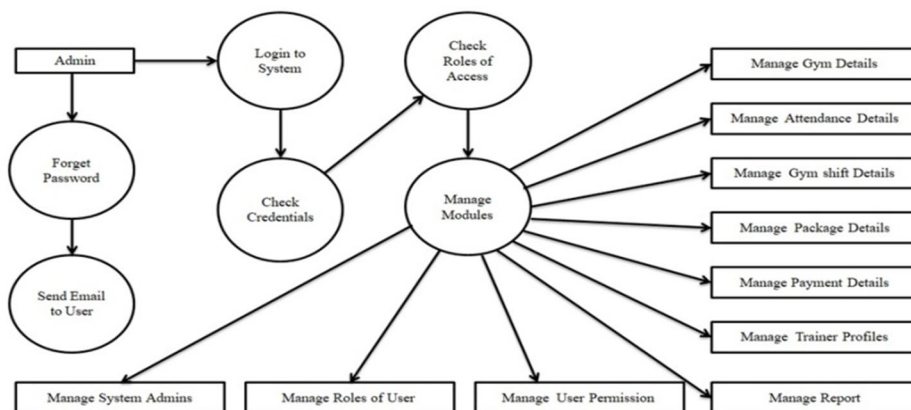 Admin
Login to
System
Check
Roles of
Access
Manage Gym Details
Manage Attendance Details
Forget
Password
Check
Credentials
Manage
Modules
Manage Gym shift Details
Manage Package Details
Send Email
to User
Manage Payment Details
Manage Trainer Profiles
Manage System Admins
Manage Roles of User
Manage User Permission
Manage Report